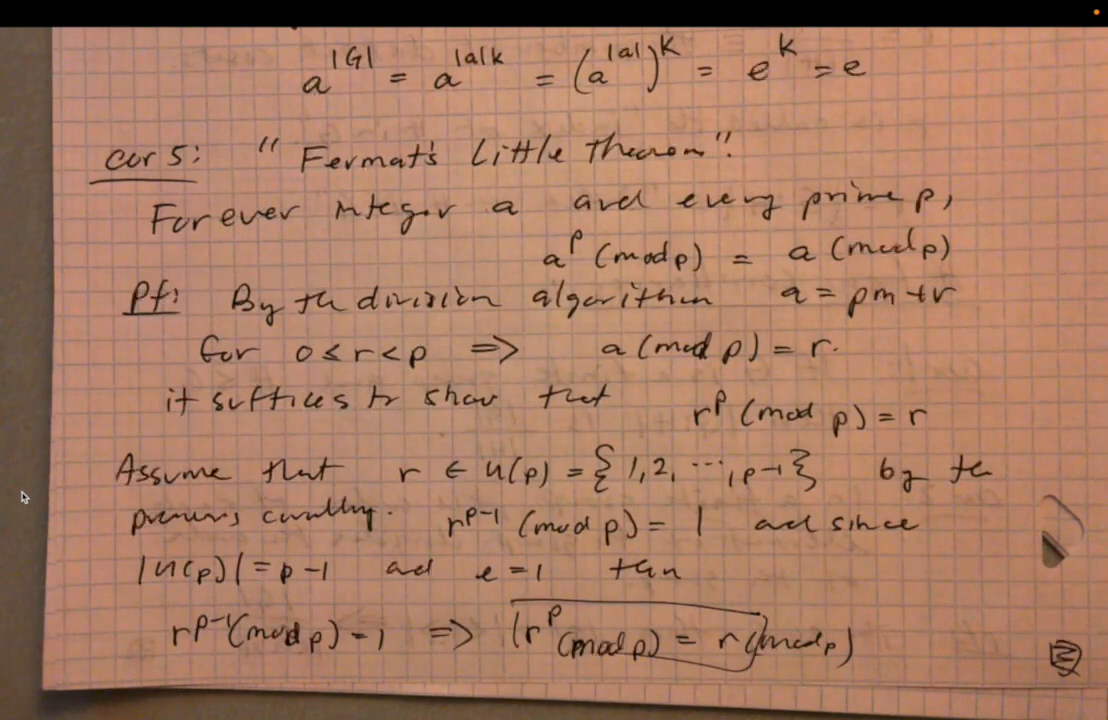 a^|G| = a^|a|k = (a^|a|)^k = e^k = e
cor 5: "Fermat's Little theorem".
For ever integer a and every prime p,
a^p (mod p) = a (mod p)
Pf: By the division algorithm a = pm + r
for 0 ≤ r < p ⇒ a (mod p) = r.
it suffices to show that
r^p (mod p) = r
Assume that r ∈ U(p) = {1, 2, ..., p-1} by the
previous corollary. r^p-1 (mod p) = 1 and since
|U(p)| = p-1 and e = 1 then
r^p-1 (mod p) = 1 ⇒ (r^p (mod p) = r (mod p)